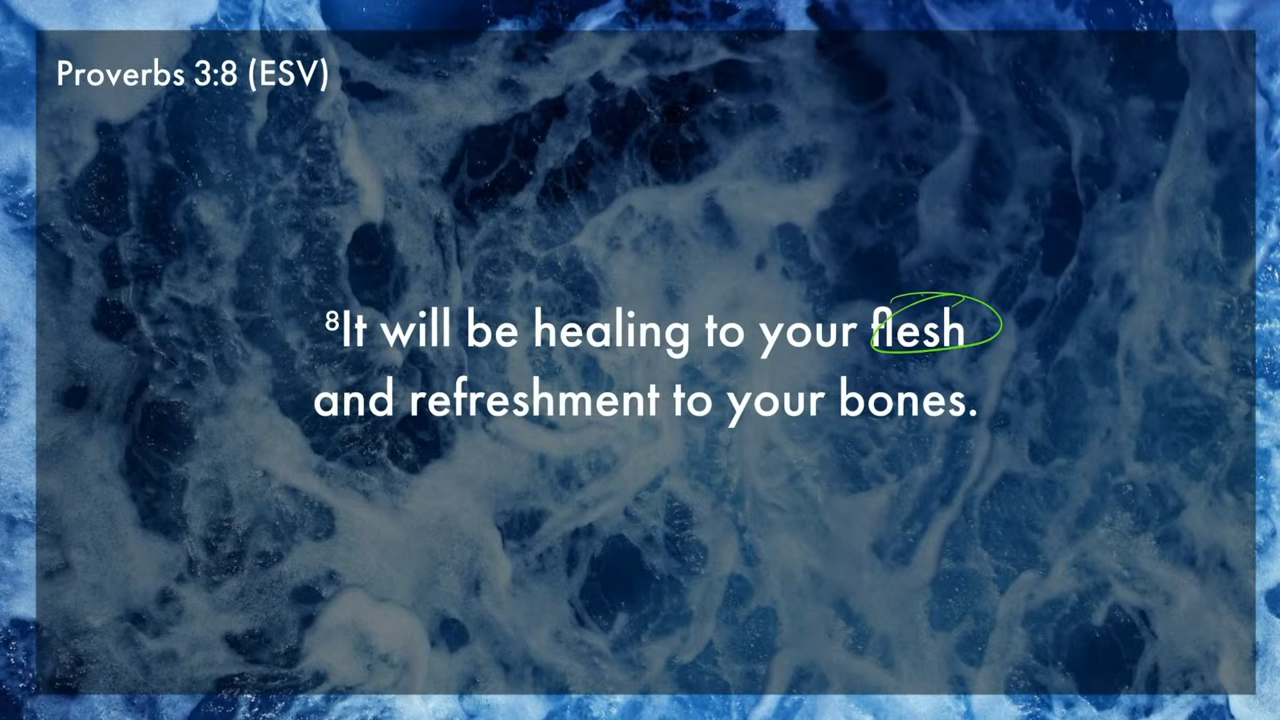 Proverbs 3:8 (ESV)
⁸It will be healing to your flesh
and refreshment to your bones.